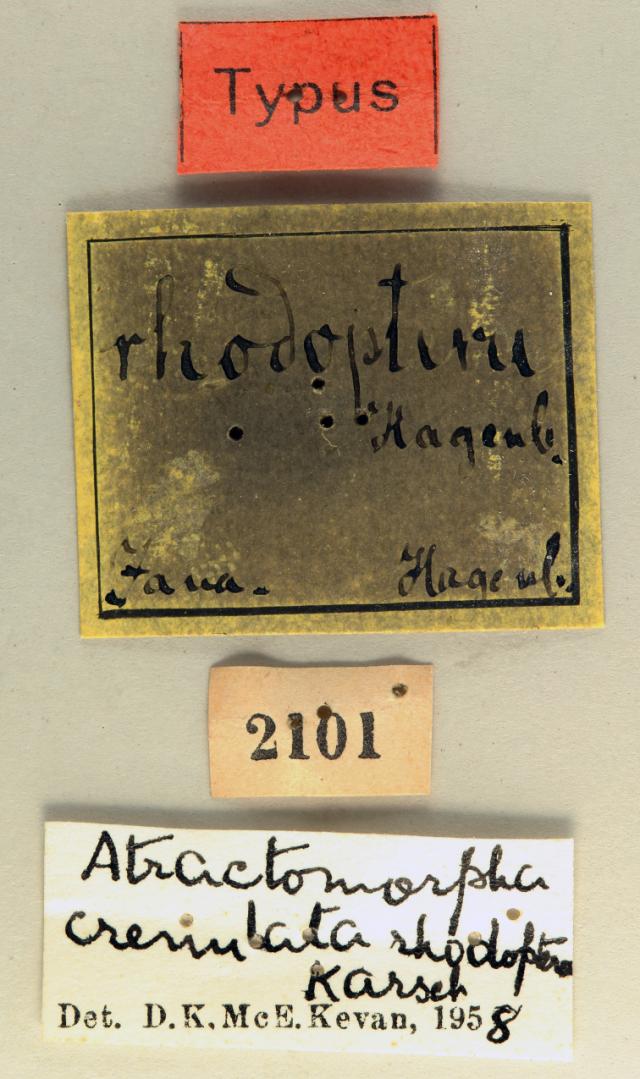 Typus
rhodoptera
Hagenb.
Java. Hagenb.
2101
Atractomorpha
crenulata rhodoptera
Karsch
Det. D. K. McE. Kevan, 1958